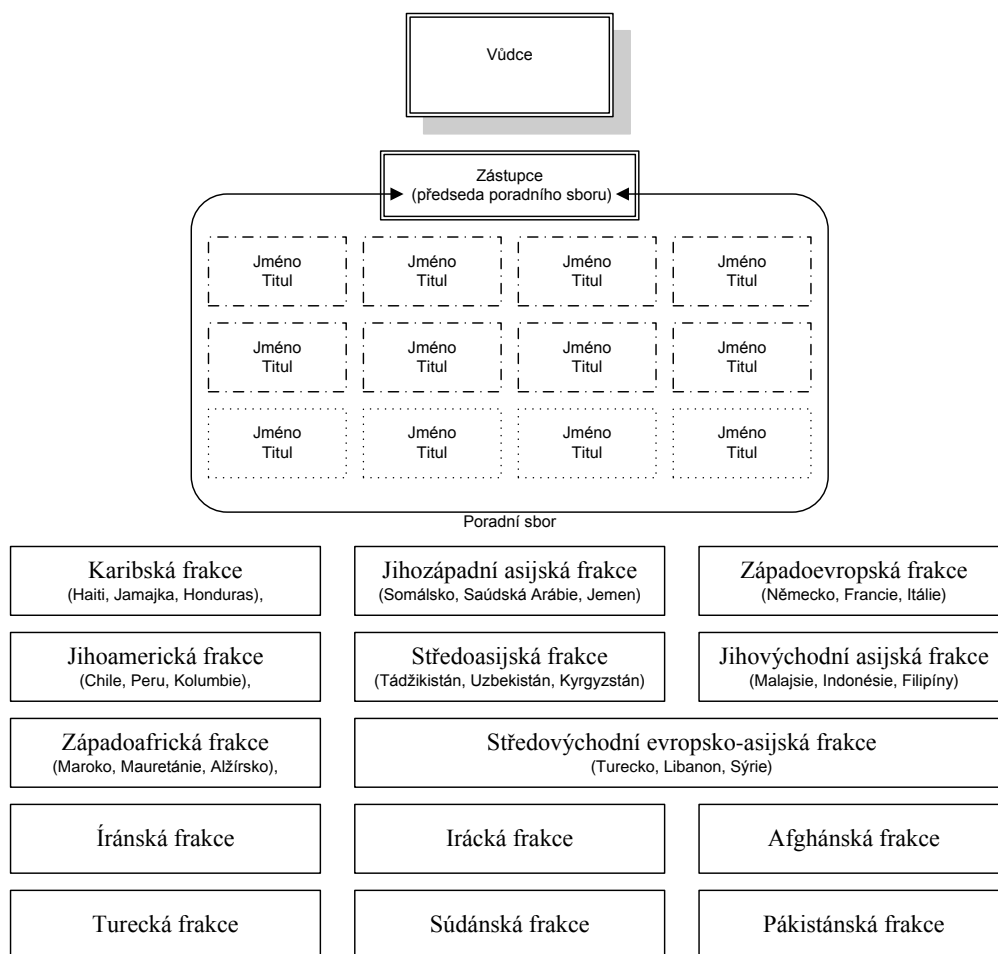 Vůdce
Zástupce
(předseda poradního sboru)
Jméno
Titul
Jméno
Titul
Jméno
Titul
Jméno
Titul
Jméno
Titul
Jméno
Titul
Jméno
Titul
Jméno
Titul
Jméno
Titul
Jméno
Titul
Jméno
Titul
Jméno
Titul
Poradní sbor
Karibská frakce
(Haiti, Jamajka, Honduras),
Jihozápadní asijská frakce
(Somálsko, Saúdská Arábie, Jemen)
Západoevropská frakce
(Německo, Francie, Itálie)
Jihoamerická frakce
(Chile, Peru, Kolumbie),
Středoasijská frakce
(Tádžikistán, Uzbekistán, Kyrgyzstán)
Jihovýchodní asijská frakce
(Malajsie, Indonésie, Filipíny)
Západoafrická frakce
(Maroko, Mauretánie, Alžírsko),
Středovýchodní evropsko-asijská frakce
(Turecko, Libanon, Sýrie)
Íránská frakce
Irácká frakce
Afghánská frakce
Turecká frakce
Súdánská frakce
Pákistánská frakce